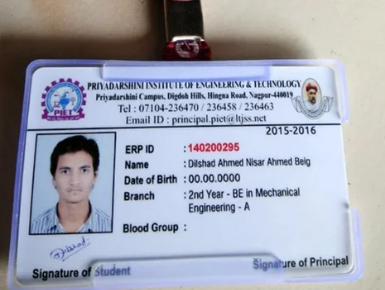 PRIYADARSHINI INSTITUTE OF ENGINEERING & TECHNOLOGY
Priyadarshini Campus, Digdoh Hills, Hingna Road, Nagpur-440019
Tel : 07104-236470 / 236458 / 236463
Email ID : principal.piet@ltjss.net
PIET
2015-2016
ERP ID : 140200295
Name : Dilshad Ahmed Nisar Ahmed Beig
Date of Birth : 00.00.0000
Branch : 2nd Year - BE in Mechanical
Engineering - A
Blood Group :
Signature of Student
Signature of Principal